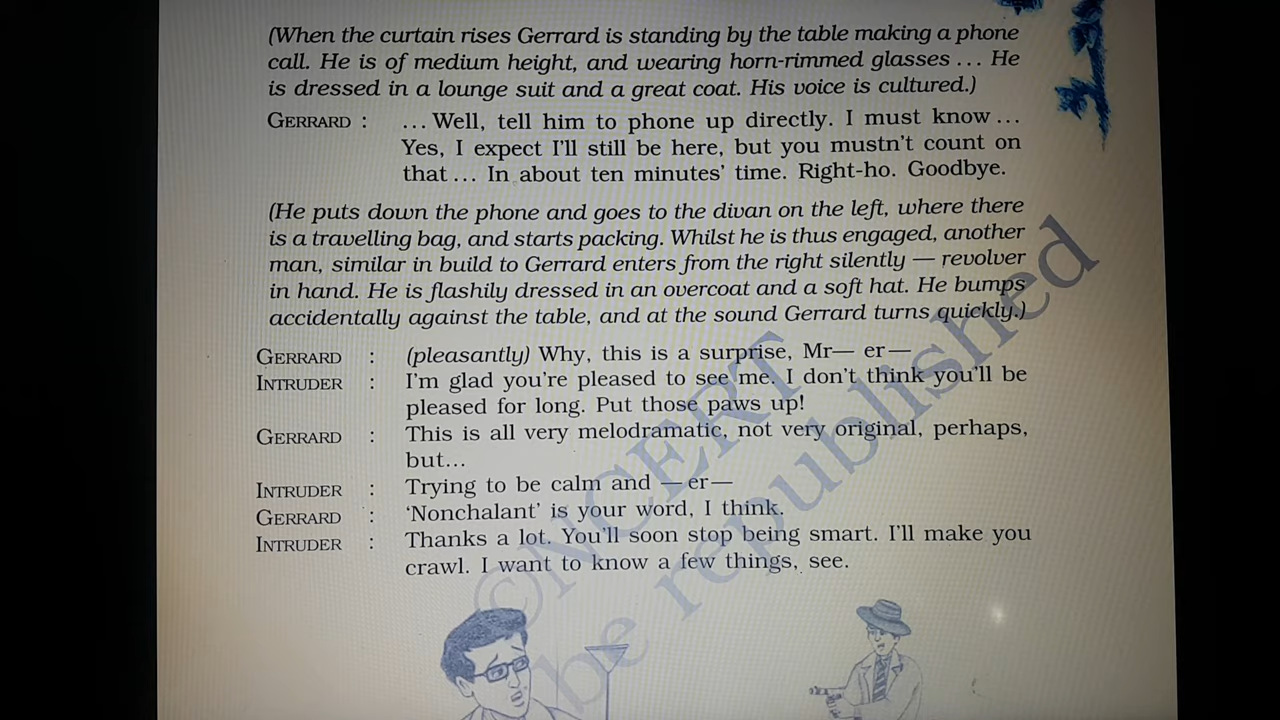 (When the curtain rises Gerrard is standing by the table making a phone
call. He is of medium height, and wearing horn-rimmed glasses ... He
is dressed in a lounge suit and a great coat. His voice is cultured.)
GERRARD : ... Well, tell him to phone up directly. I must know ...
Yes, I expect I'll still be here, but you mustn't count on
that ... In about ten minutes' time. Right-ho. Goodbye.
(He puts down the phone and goes to the divan on the left, where there
is a travelling bag, and starts packing. Whilst he is thus engaged, another
man, similar in build to Gerrard enters from the right silently — revolver
in hand. He is flashily dressed in an overcoat and a soft hat. He bumps
accidentally against the table, and at the sound Gerrard turns quickly.)
GERRARD : (pleasantly) Why, this is a surprise, Mr— er—
INTRUDER : I'm glad you're pleased to see me. I don't think you'll be
pleased for long. Put those paws up!
GERRARD : This is all very melodramatic, not very original, perhaps,
but...
INTRUDER : Trying to be calm and —er—
GERRARD : 'Nonchalant' is your word, I think.
INTRUDER : Thanks a lot. You'll soon stop being smart. I'll make you
crawl. I want to know a few things, see.
©NCERT
be republished